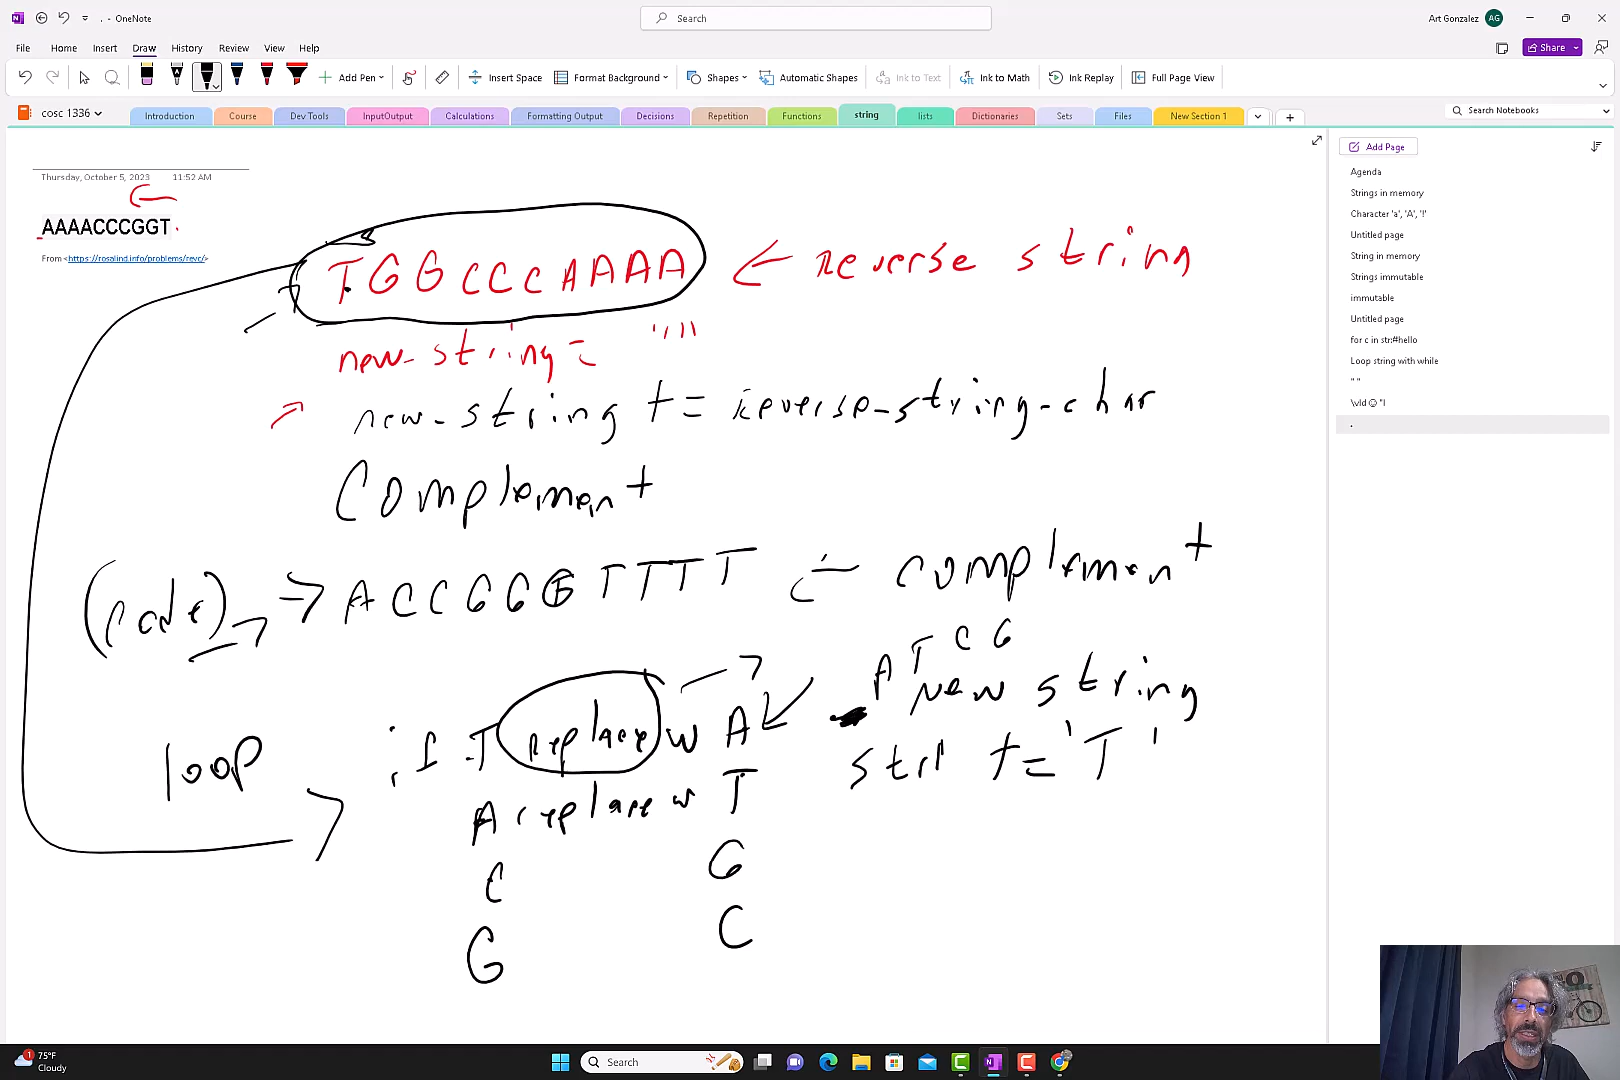 . - OneNote
Search
Art Gonzalez AG
File Home Insert Draw History Review View Help
Share
Add Pen Insert Space Format Background Shapes Automatic Shapes Ink to Text Ink to Math Ink Replay Full Page View
cosc 1336 Introduction Course Dev Tools InputOutput Calculations Formatting Output Decisions Repetition Functions string lists Dictionaries Sets Files New Section 1 Search Notebooks
Add Page
Agenda
Strings in memory
Character 'a', 'A', '!'
Untitled page
String in memory
Strings immutable
immutable
Untitled page
for c in str:#hello
Loop string with while
" "
\vld ☺ "I
.
Thursday, October 5, 2023 11:52 AM
AAAACCCGGT
From <https://rosalind.info/problems/revc/>
TGGCCCAAAA ← reverse string
new_string = ""
new_string += reverse_string_char
Complement
(code) → ACCGGGTTTT ← complement
A T C G
if T replace w A new string
loop A replace w T str += 'T'
C G
G C
75°F
Cloudy
Search